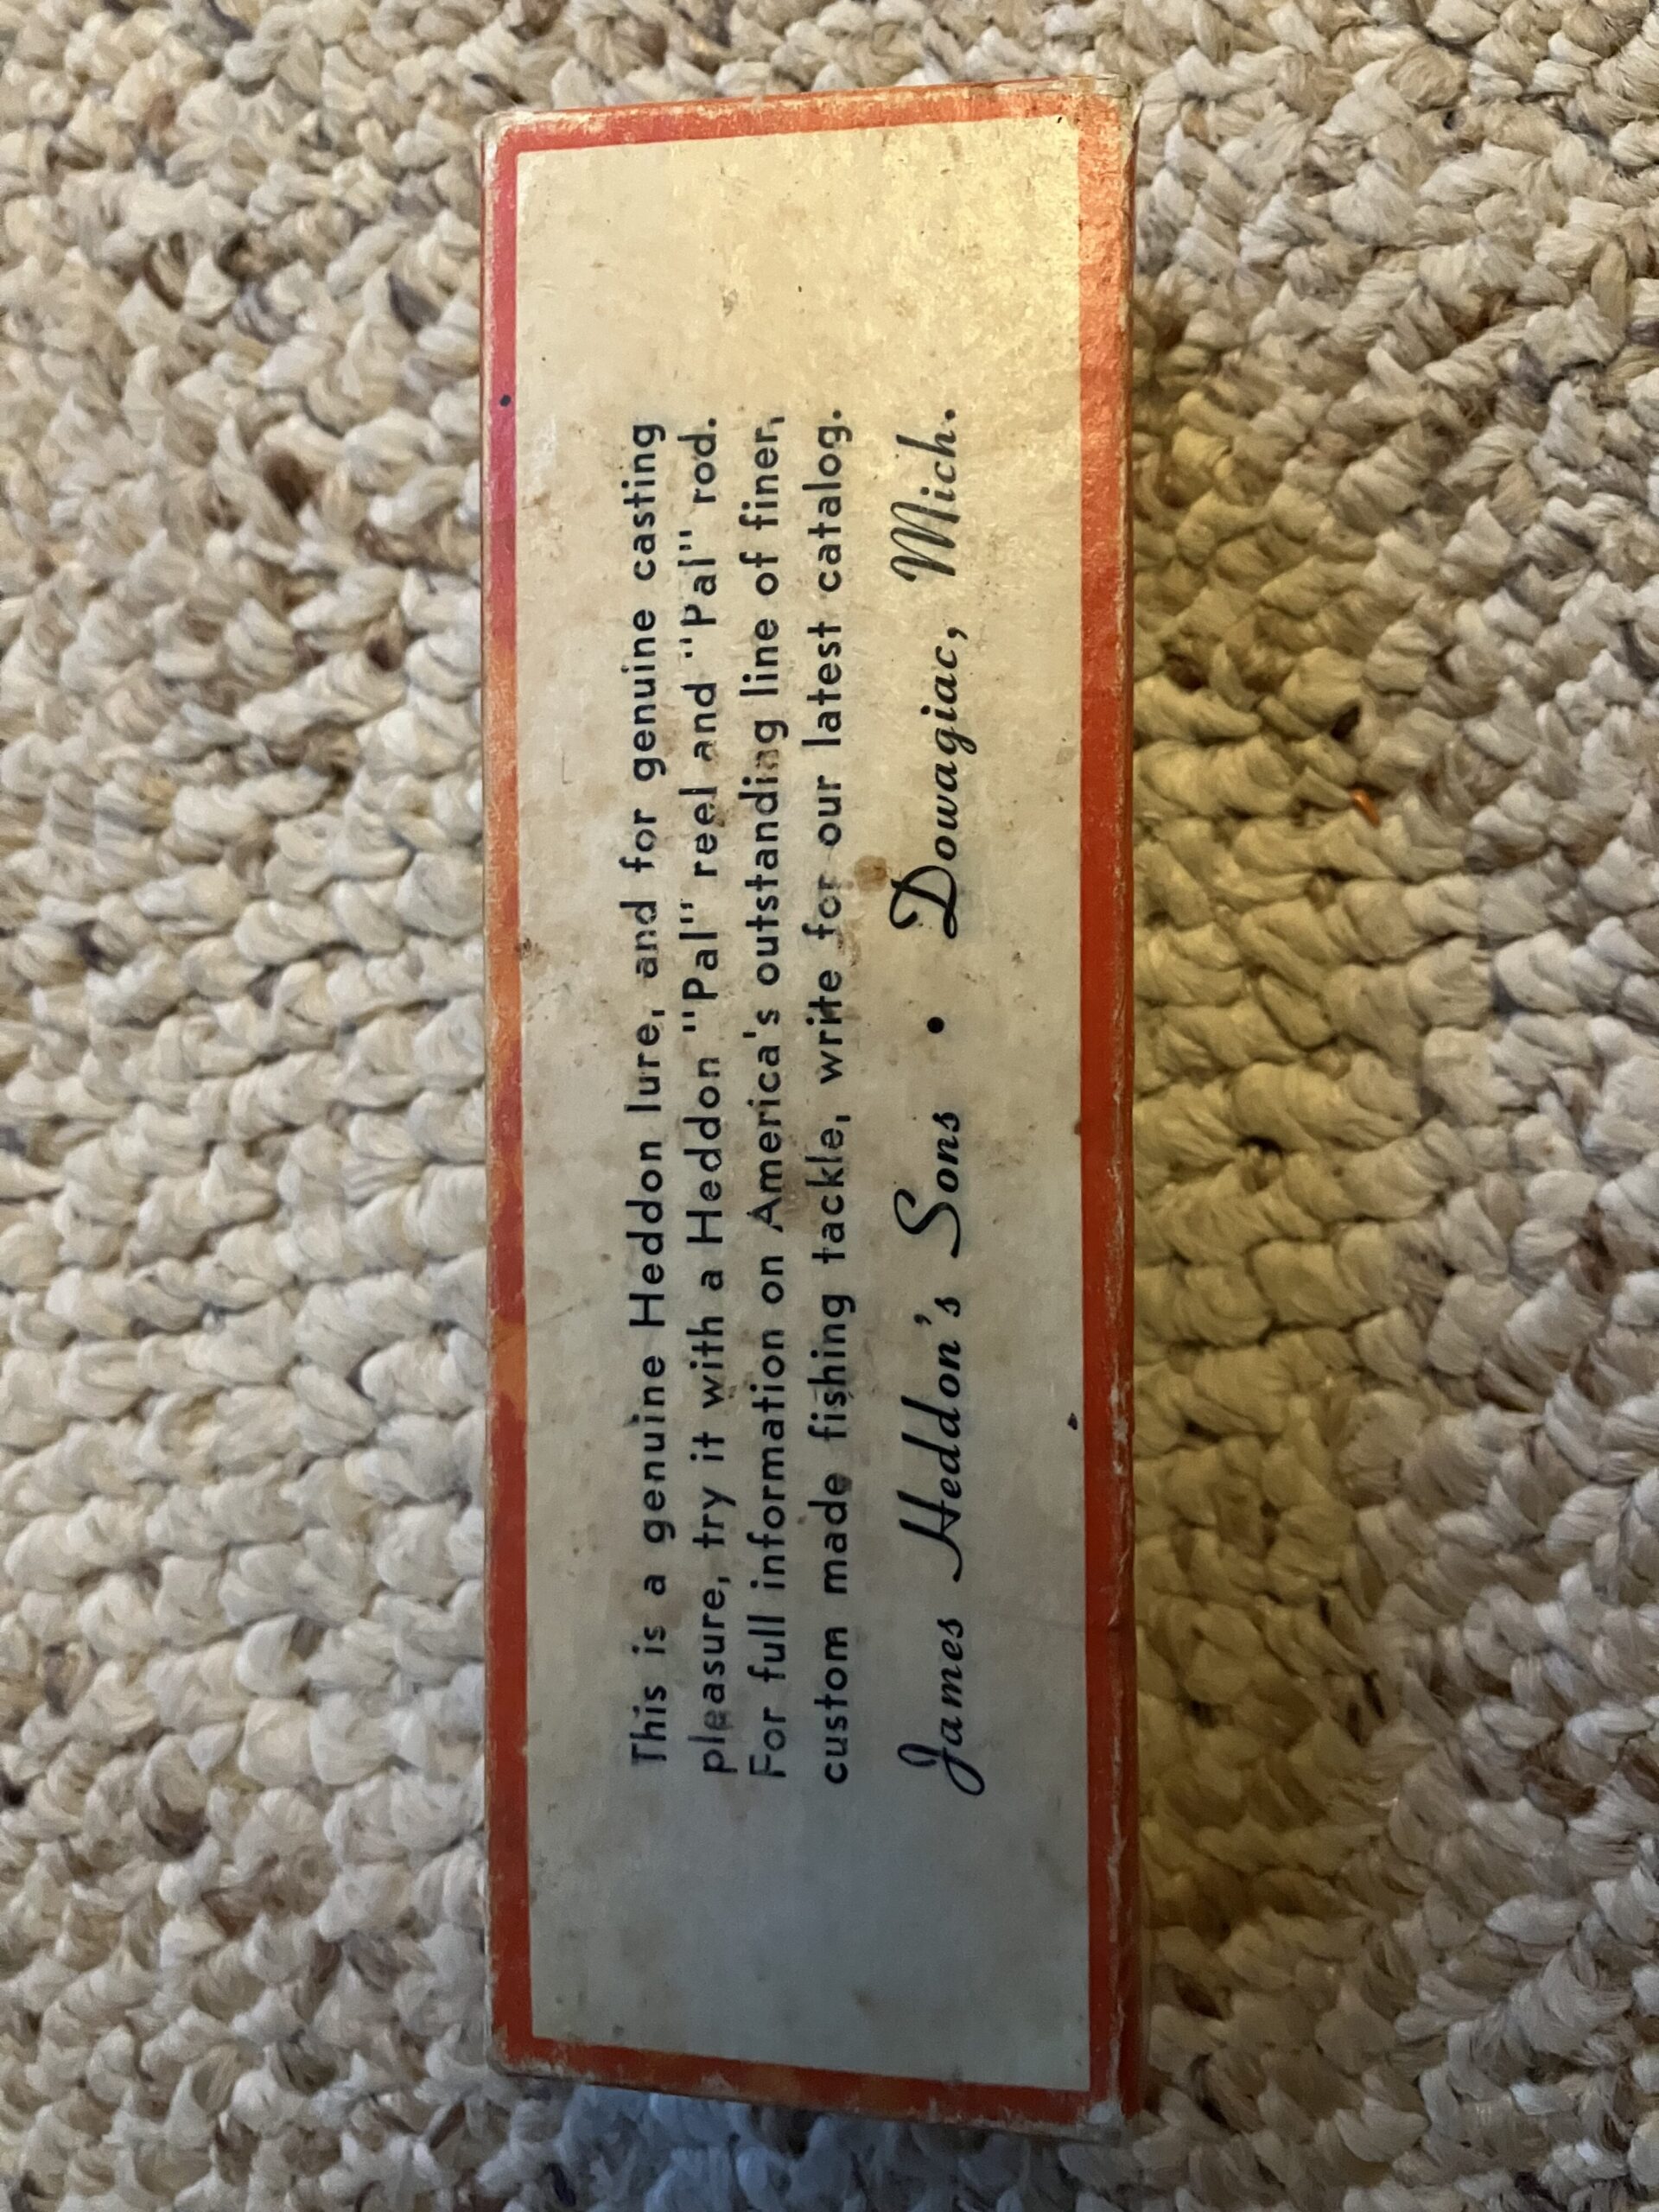 This is a genuine Heddon lure, and for genuine casting
pleasure, try it with a Heddon "Pal" reel and "Pal" rod.
For full information on America's outstanding line of finer,
custom made fishing tackle, write for our latest catalog.
James Heddon's Sons • Dowagiac, Mich.